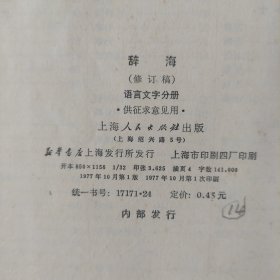 辞海
(修订稿)
语言文字分册
·供征求意见用·
上海人民出版社出版
(上海绍兴路5号)
新华书店上海发行所发行 上海市印刷四厂印刷
开本850×1156 1/32 印张3.625 插页4 字数141,000
1977年10月第1版 1977年10月第1次印刷
统一书号:17171·24 定价:0.45元
内部发行
14